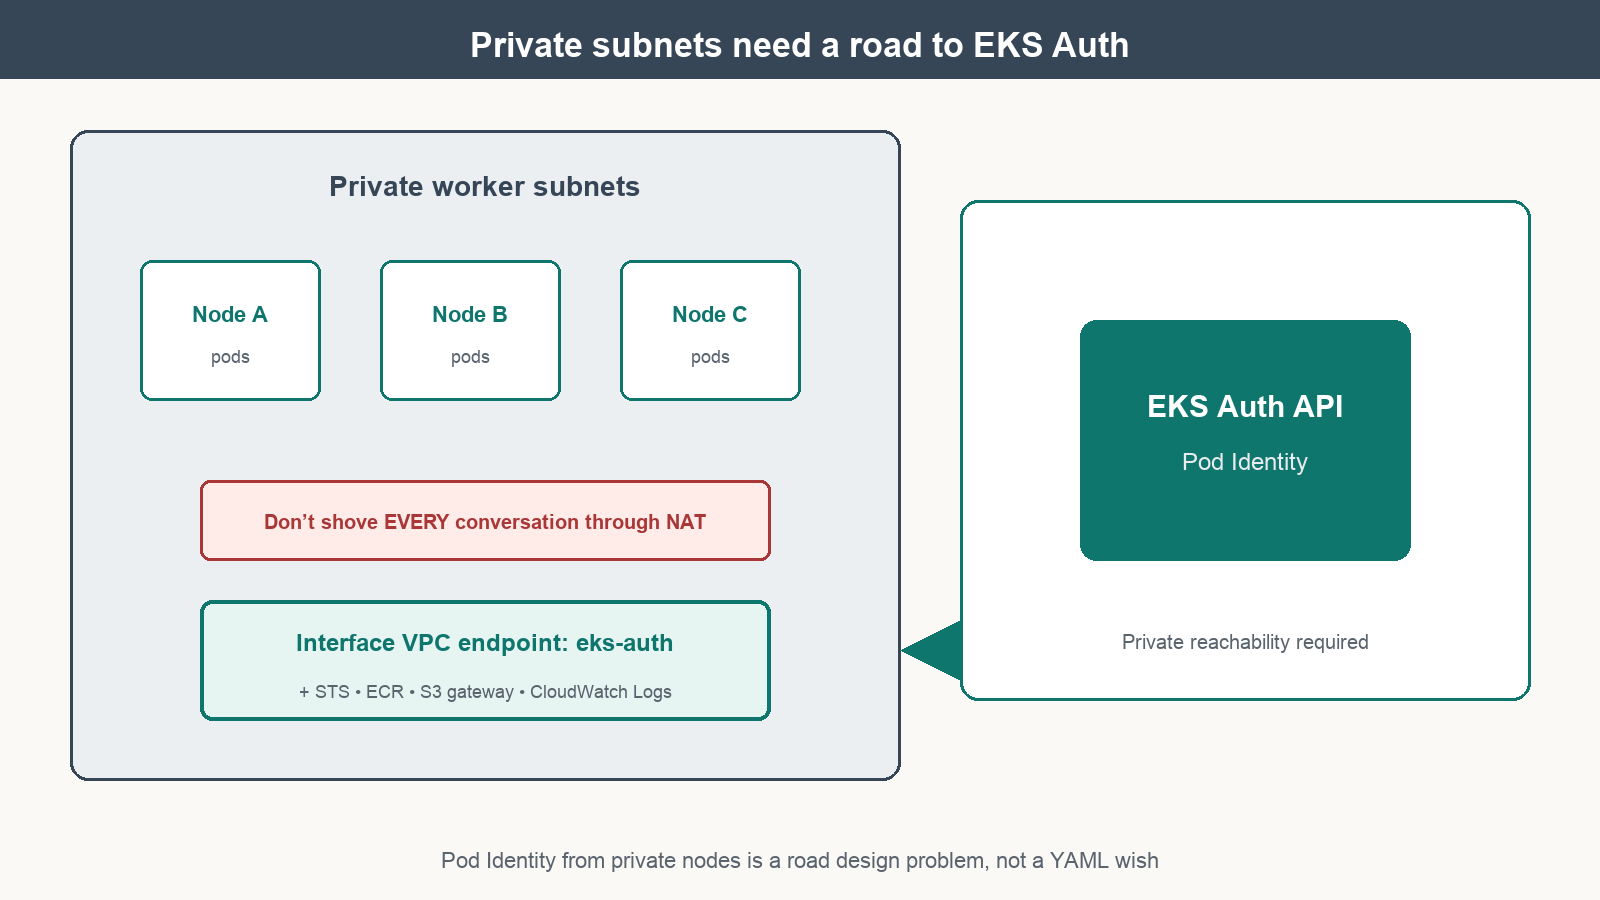 Private subnets need a road to EKS Auth
Private worker subnets
Node A
pods
Node B
pods
Node C
pods
Don’t shove EVERY conversation through NAT
Interface VPC endpoint: eks-auth
+ STS • ECR • S3 gateway • CloudWatch Logs
EKS Auth API
Pod Identity
Private reachability required
Pod Identity from private nodes is a road design problem, not a YAML wish